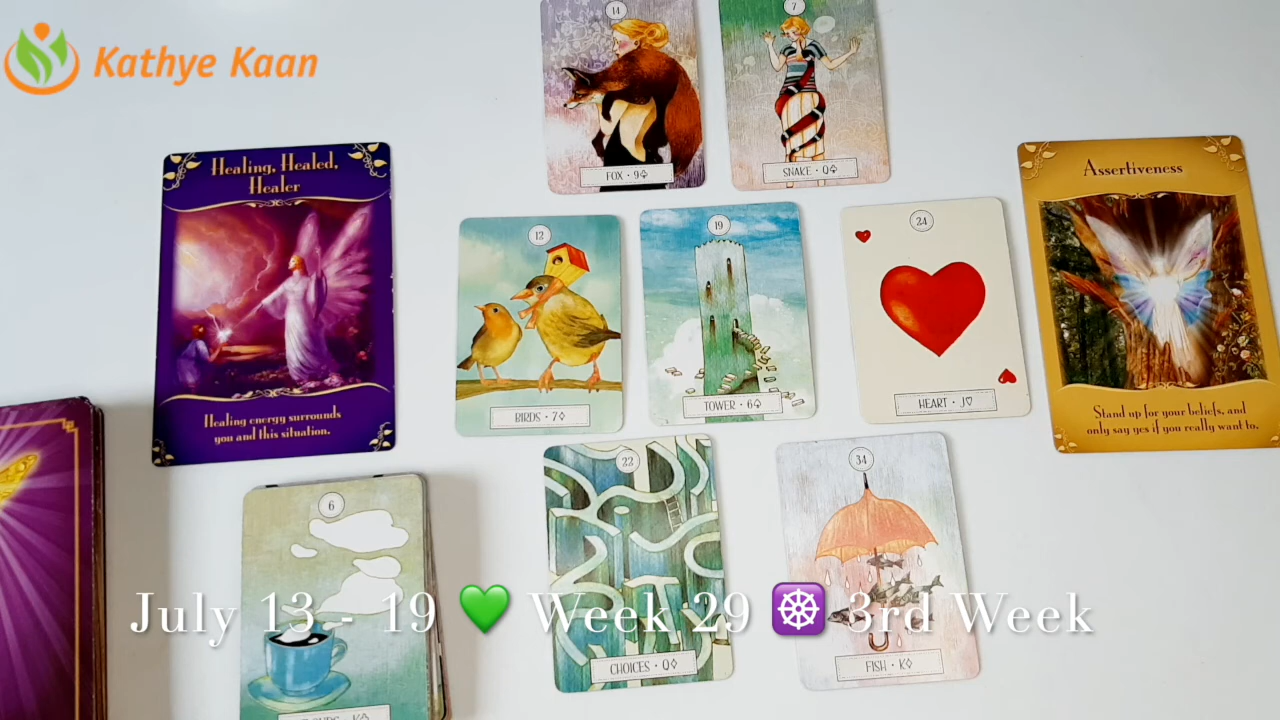 Kathye Kaan
14
FOX • 9♧
7
SNAKE • Q♧
Healing, Healed,
Healer
Healing energy surrounds
you and this situation.
12
BIRDS • 7♢
19
TOWER • 6♤
24
HEART • J♡
Assertiveness
Stand up for your beliefs, and
only say yes if you really want to.
6
22
CHOICES • Q♢
34
FISH • K♢
July 13 - 19 💚 Week 29 ☸️ 3rd Week